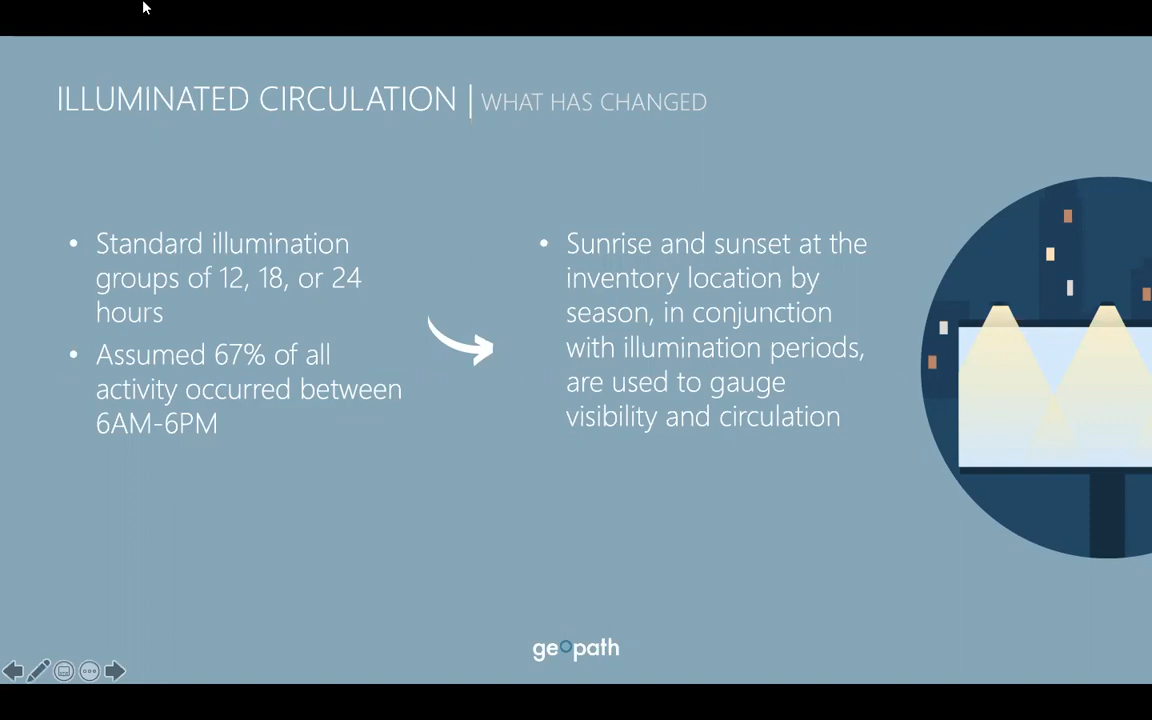 ILLUMINATED CIRCULATION | WHAT HAS CHANGED
• Standard illumination
groups of 12, 18, or 24
hours
• Assumed 67% of all
activity occurred between
6AM-6PM
• Sunrise and sunset at the
inventory location by
season, in conjunction
with illumination periods,
are used to gauge
visibility and circulation
geopath